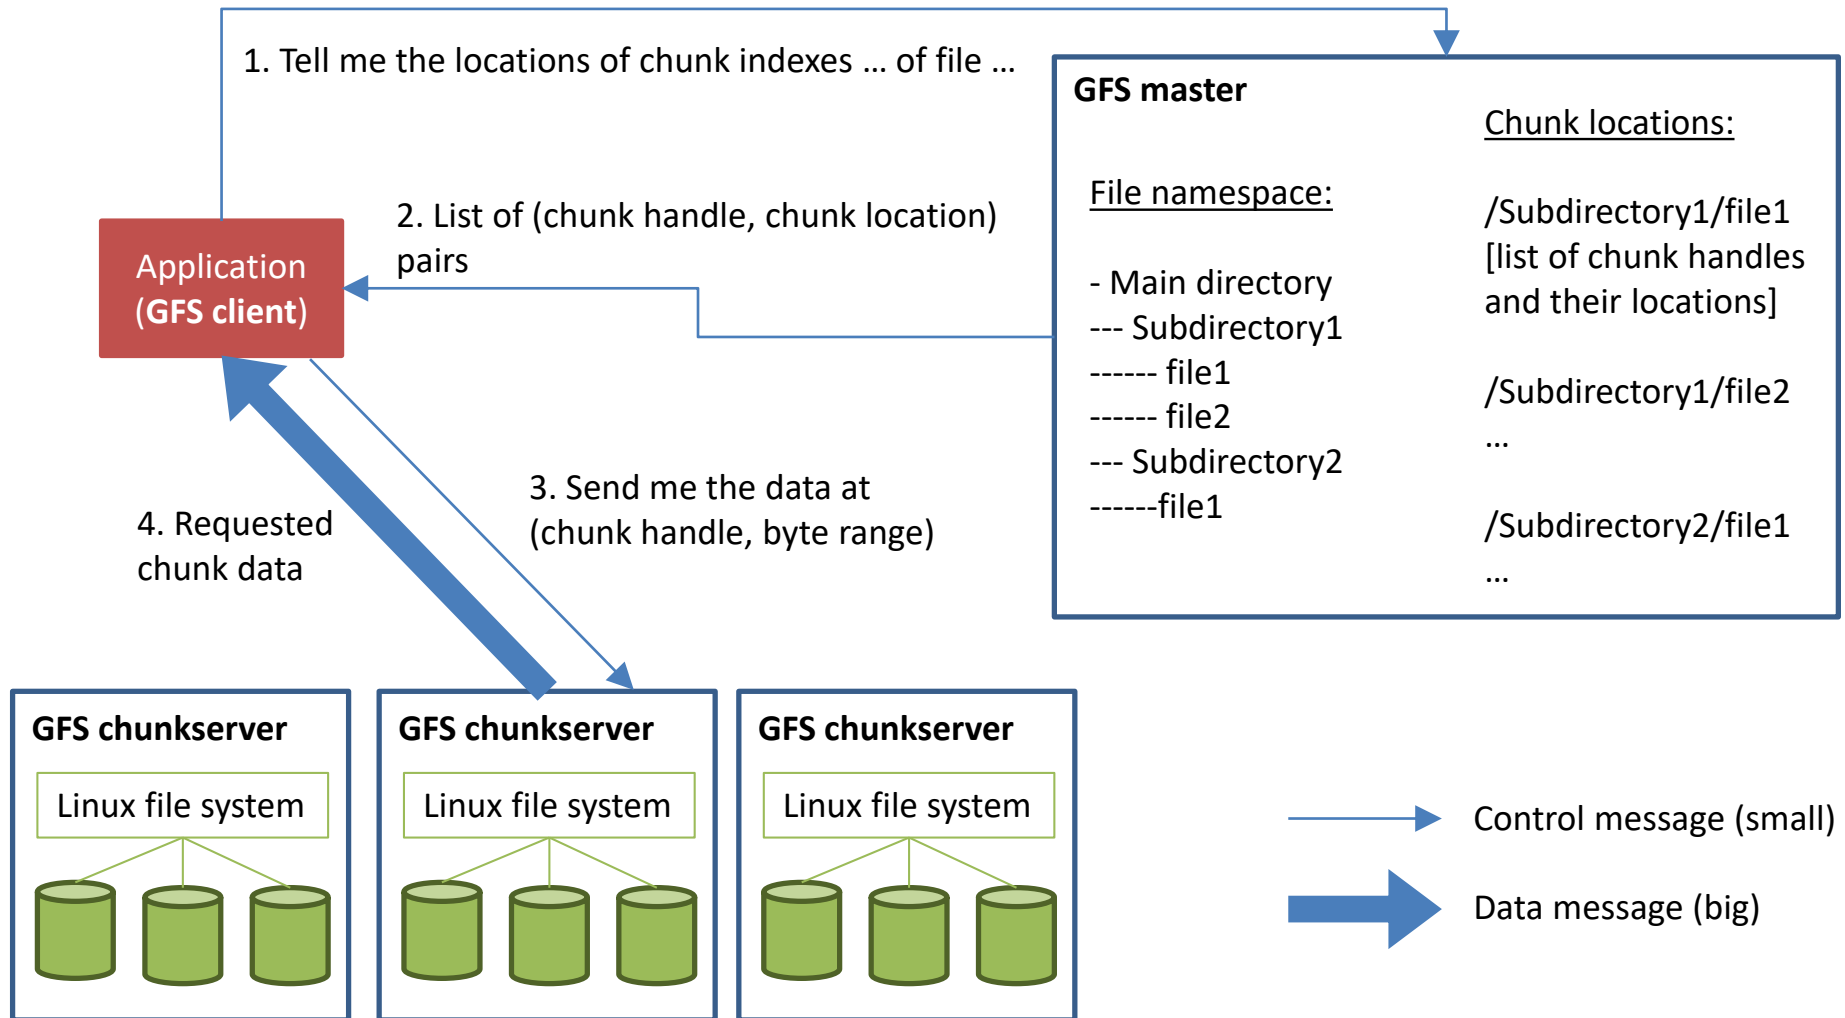 1. Tell me the locations of chunk indexes … of file …
GFS master
Chunk locations:
File namespace:
/Subdirectory1/file1
[list of chunk handles
and their locations]
- Main directory
--- Subdirectory1
------ file1
------ file2
--- Subdirectory2
------file1
/Subdirectory1/file2
…
/Subdirectory2/file1
…
2. List of (chunk handle, chunk location)
pairs
Application
(GFS client)
3. Send me the data at
(chunk handle, byte range)
4. Requested
chunk data
GFS chunkserver
Linux file system
GFS chunkserver
Linux file system
GFS chunkserver
Linux file system
Control message (small)
Data message (big)